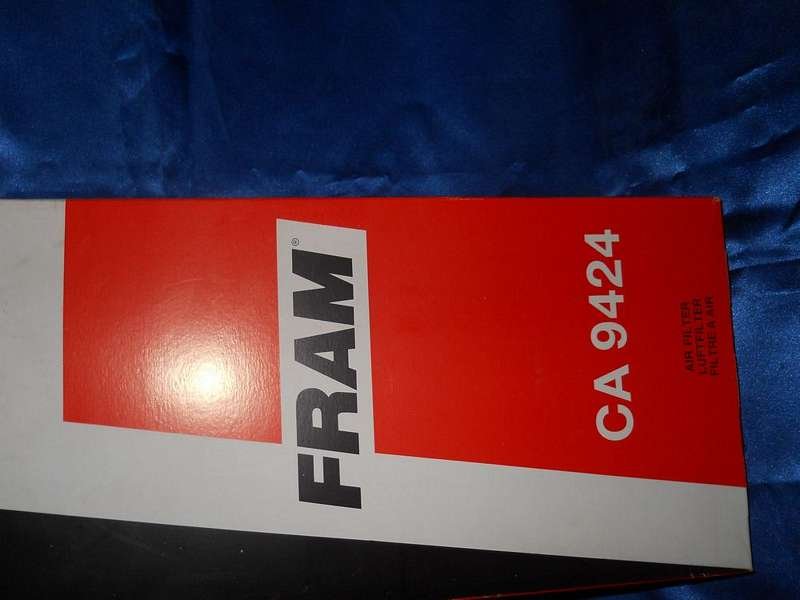 FRAM®
CA 9424
AIR FILTER
LUFTFILTER
FILTRE A AIR